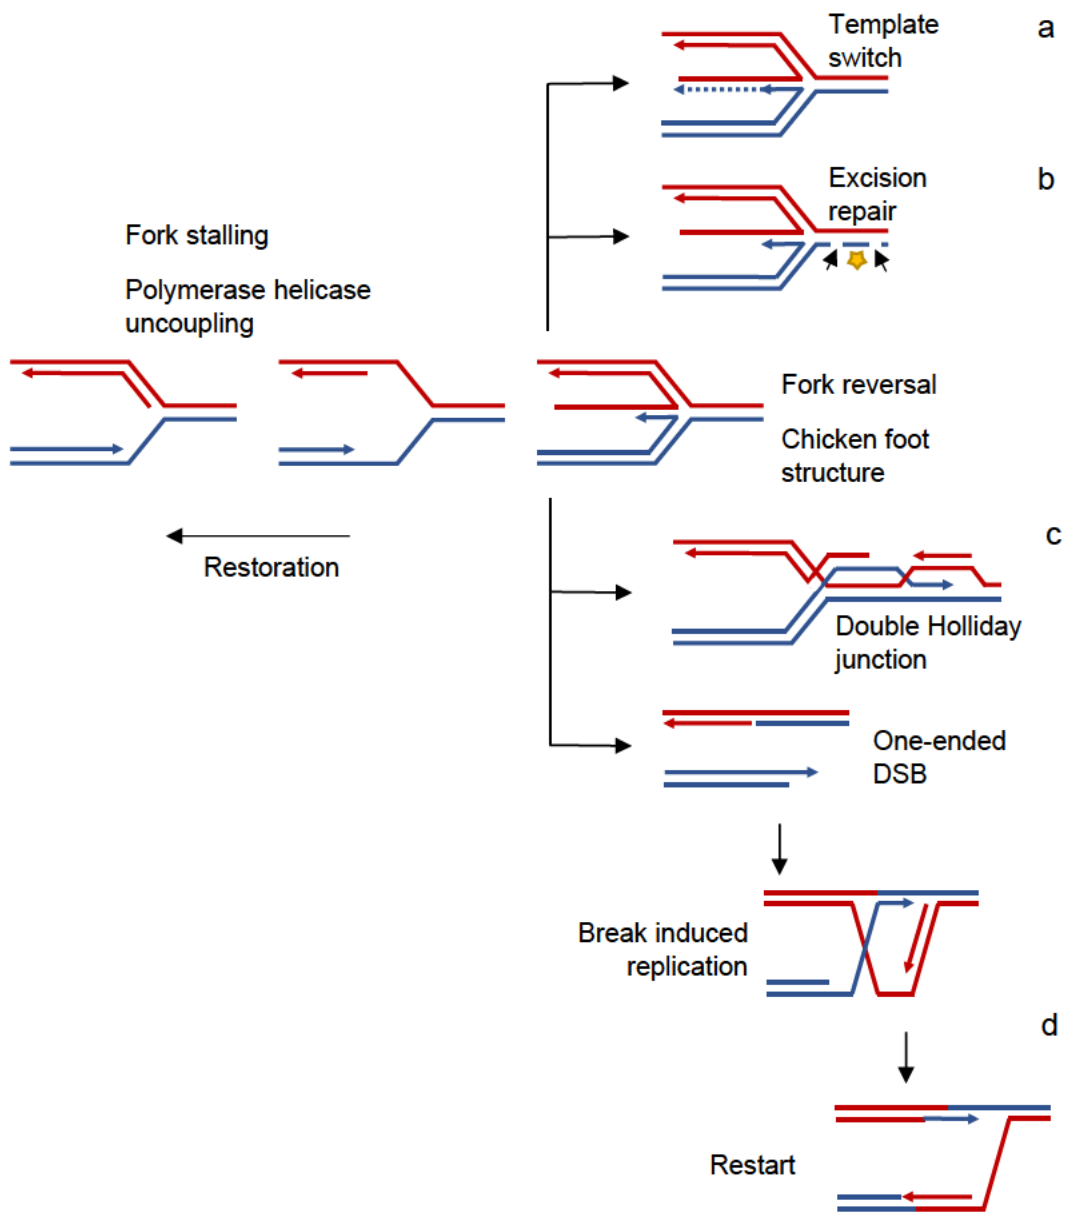 Template
switch
a
Excision
repair
b
Fork stalling
Polymerase helicase
uncoupling
Fork reversal
Chicken foot
structure
Restoration
c
Double Holliday
junction
One-ended
DSB
Break induced
replication
d
Restart